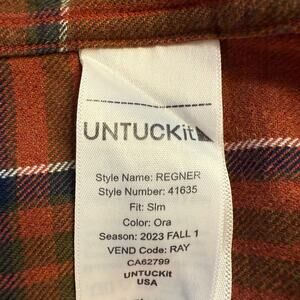 UNTUCKit
Style Name: REGNER
Style Number: 41635
Fit: Slm
Color: Ora
Season: 2023 FALL 1
VEND Code: RAY
CA62799
UNTUCKit
USA